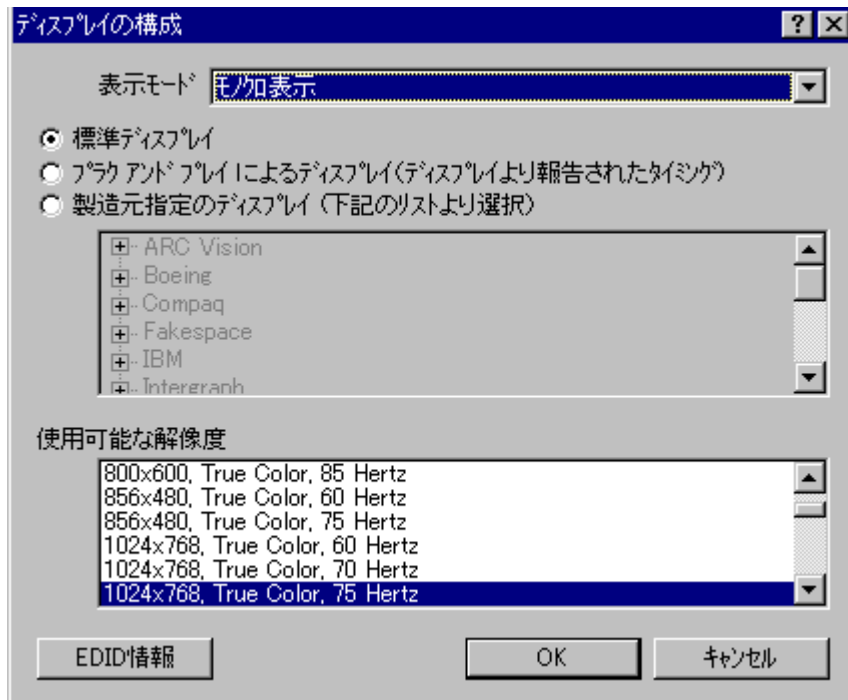 ディスプレイの構成
表示モード モノクロ表示
標準ディスプレイ
プラグ アンド プレイ によるディスプレイ(ディスプレイより報告されたタイミング)
製造元指定のディスプレイ (下記のリストより選択)
ARC Vision
Boeing
Compaq
Fakespace
IBM
Intergraph
使用可能な解像度
800x600, True Color, 85 Hertz
856x480, True Color, 60 Hertz
856x480, True Color, 75 Hertz
1024x768, True Color, 60 Hertz
1024x768, True Color, 70 Hertz
1024x768, True Color, 75 Hertz
EDID情報 OK キャンセル